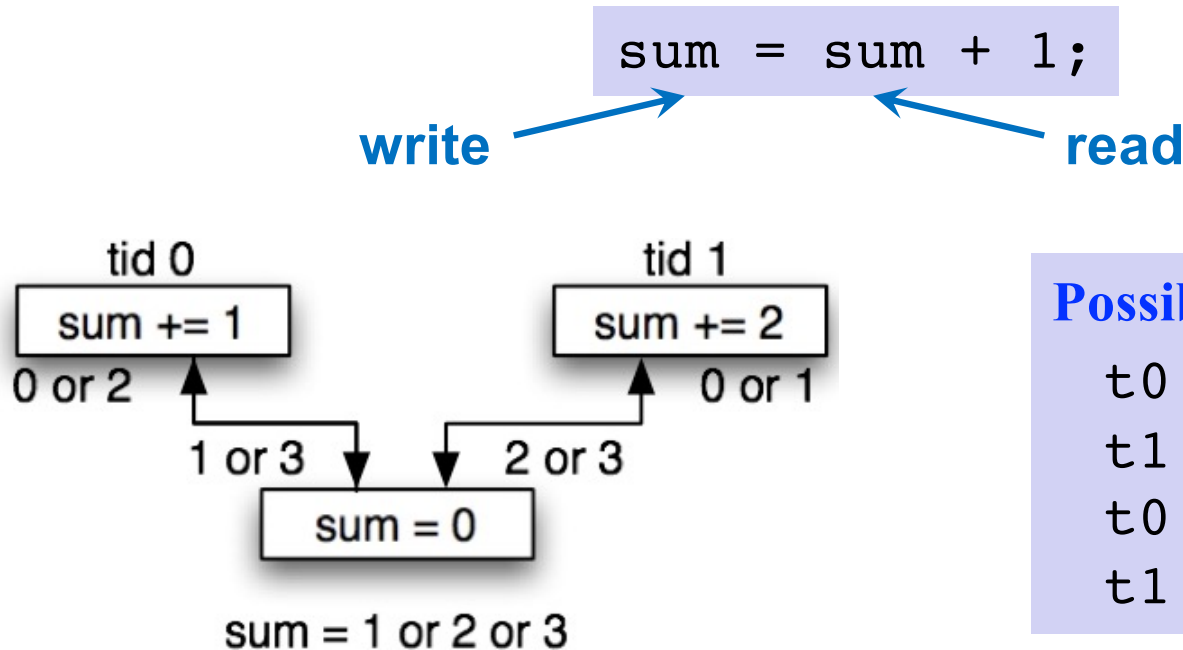 sum = sum + 1;
write
read
tid 0
tid 1
sum += 1
sum += 2
0 or 2
0 or 1
1 or 3
2 or 3
sum = 0
sum = 1 or 2 or 3
t0
t1
t0
t1